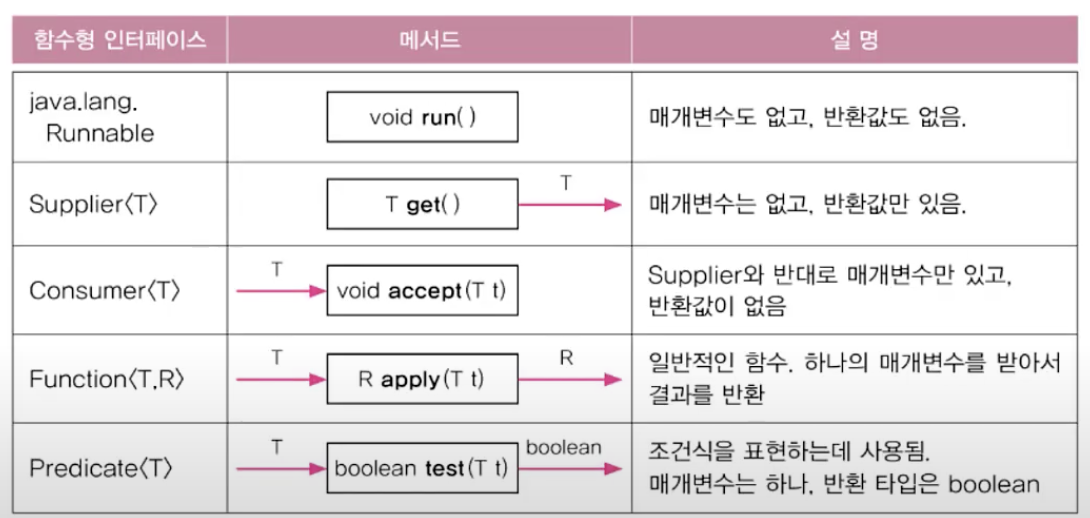 함수형 인터페이스 메서드 설 명
java.lang.
Runnable
void run( )
매개변수도 없고, 반환값도 없음.
Supplier〈T〉
T get( )
T
매개변수는 없고, 반환값만 있음.
Consumer〈T〉
T
void accept(T t)
Supplier와 반대로 매개변수만 있고,
반환값이 없음
Function〈T,R〉
T
R apply(T t)
R
일반적인 함수. 하나의 매개변수를 받아서
결과를 반환
Predicate〈T〉
T
boolean test(T t)
boolean
조건식을 표현하는데 사용됨.
매개변수는 하나, 반환 타입은 boolean